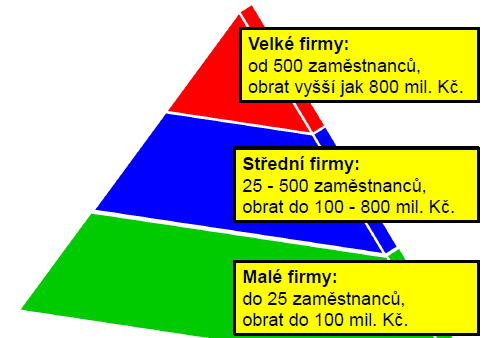 Velké firmy:
od 500 zaměstnanců,
obrat vyšší jak 800 mil. Kč.
Střední firmy:
25 - 500 zaměstnanců,
obrat do 100 - 800 mil. Kč.
Malé firmy:
do 25 zaměstnanců,
obrat do 100 mil. Kč.